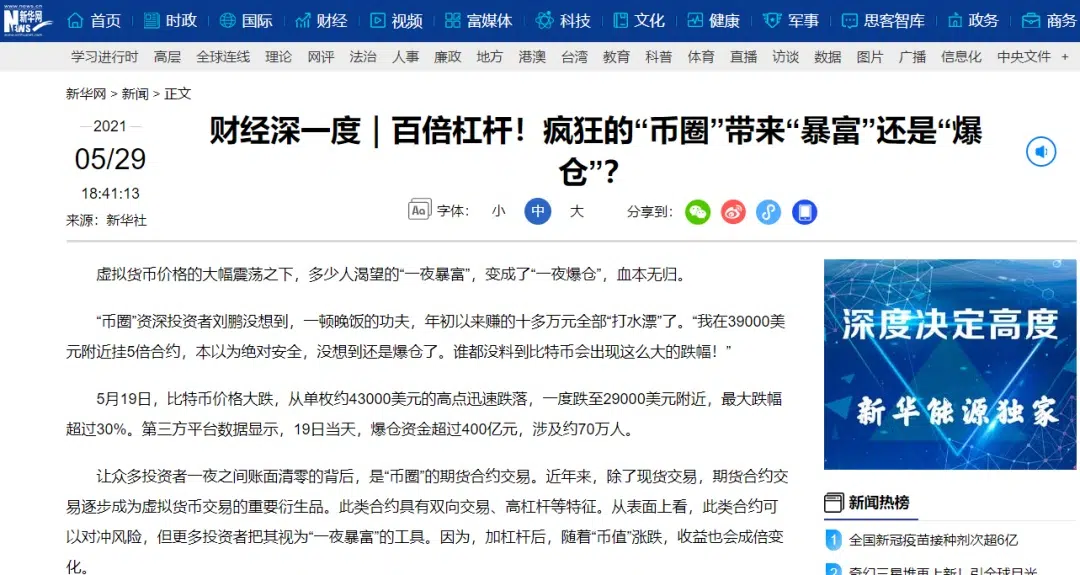 www.news.cn
新华网
NEWS
www.xinhuanet.com
首页 时政 国际 财经 视频 富媒体 科技 文化 健康 军事 思客智库 政务 商务
学习进行时 高层 全球连线 理论 网评 法治 人事 廉政 地方 港澳 台湾 教育 科普 体育 直播 访谈 数据 图片 广播 信息化 中央文件 +
新华网 > 新闻 > 正文
2021
05/29
18:41:13
来源：新华社
财经深一度｜百倍杠杆！疯狂的“币圈”带来“暴富”还是“爆
仓”？
Aa 字体： 小 中 大 分享到：
虚拟货币价格的大幅震荡之下，多少人渴望的“一夜暴富”，变成了“一夜爆仓”，血本无归。
“币圈”资深投资者刘鹏没想到，一顿晚饭的功夫，年初以来赚的十多万元全部“打水漂”了。“我在39000美
元附近挂5倍合约，本以为绝对安全，没想到还是爆仓了。谁都没料到比特币会出现这么大的跌幅！”
5月19日，比特币价格大跌，从单枚约43000美元的高点迅速跌落，一度跌至29000美元附近，最大跌幅
超过30%。第三方平台数据显示，19日当天，爆仓资金超过400亿元，涉及约70万人。
让众多投资者一夜之间账面清零的背后，是“币圈”的期货合约交易。近年来，除了现货交易，期货合约交
易逐步成为虚拟货币交易的重要衍生品。此类合约具有双向交易、高杠杆等特征。从表面上看，此类合约可
以对冲风险，但更多投资者把其视为“一夜暴富”的工具。因为，加杠杆后，随着“币值”涨跌，收益也会成倍变
化。
深度决定高度
新华能源独家
新闻热榜
1 全国新冠疫苗接种剂次超6亿
2 奇幻三星堆再上新！引全球目光